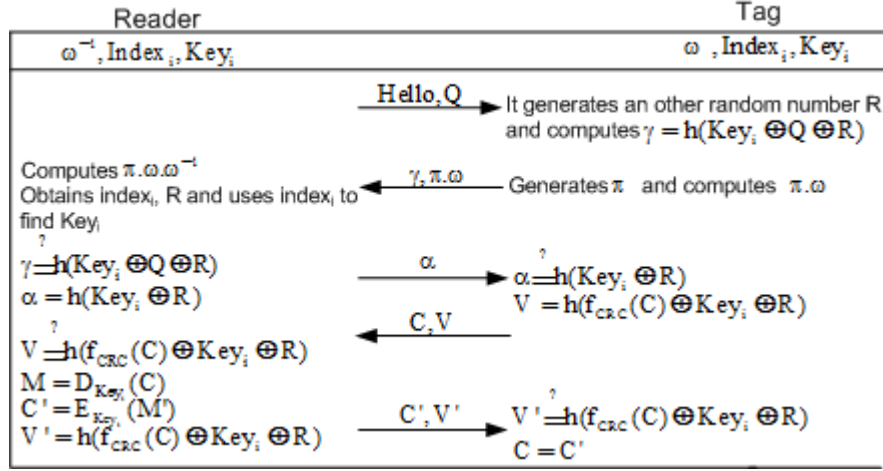 Reader Tag
ω⁻¹, Index_i, Key_i ω , Index_i, Key_i
Hello, Q
It generates an other random number R
and computes γ = h(Key_i ⊕Q ⊕R)
Computes π.ω.ω⁻¹
Obtains index_i, R and uses index_i to
find Key_i
γ, π.ω
Generates π and computes π.ω
γ ?= h(Key_i ⊕Q ⊕R)
α = h(Key_i ⊕R)
α
α ?= h(Key_i ⊕R)
V = h(f_CRC(C) ⊕Key_i ⊕R)
C, V
V ?= h(f_CRC(C) ⊕Key_i ⊕R)
M = D_Key_i(C)
C' = E_Key_i(M')
V' = h(f_CRC(C) ⊕Key_i ⊕R)
C', V'
V' ?= h(f_CRC(C) ⊕Key_i ⊕R)
C = C'